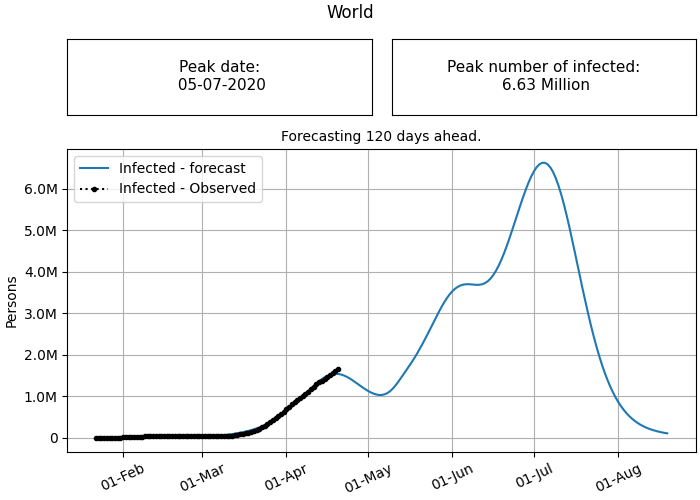 World
Peak date:
05-07-2020
Peak number of infected:
6.63 Million
Forecasting 120 days ahead.
Infected - forecast
Infected - Observed
6.0M
5.0M
4.0M
3.0M
2.0M
1.0M
0
Persons
01-Feb
01-Mar
01-Apr
01-May
01-Jun
01-Jul
01-Aug